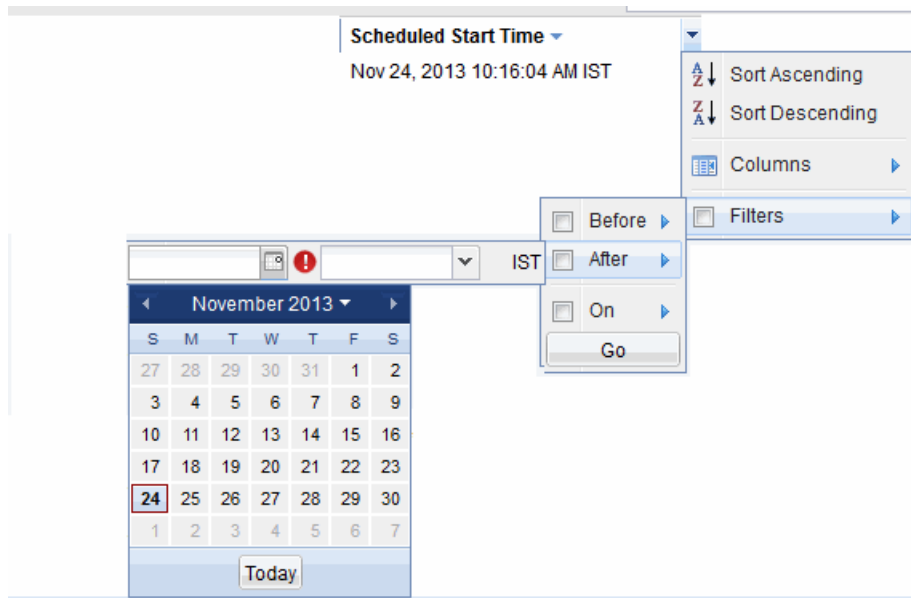 Scheduled Start Time
Nov 24, 2013 10:16:04 AM IST
Sort Ascending
Sort Descending
Columns
Filters
Before
After
On
Go
IST
November 2013
S M T W T F S
27 28 29 30 31 1 2
3 4 5 6 7 8 9
10 11 12 13 14 15 16
17 18 19 20 21 22 23
24 25 26 27 28 29 30
1 2 3 4 5 6 7
Today